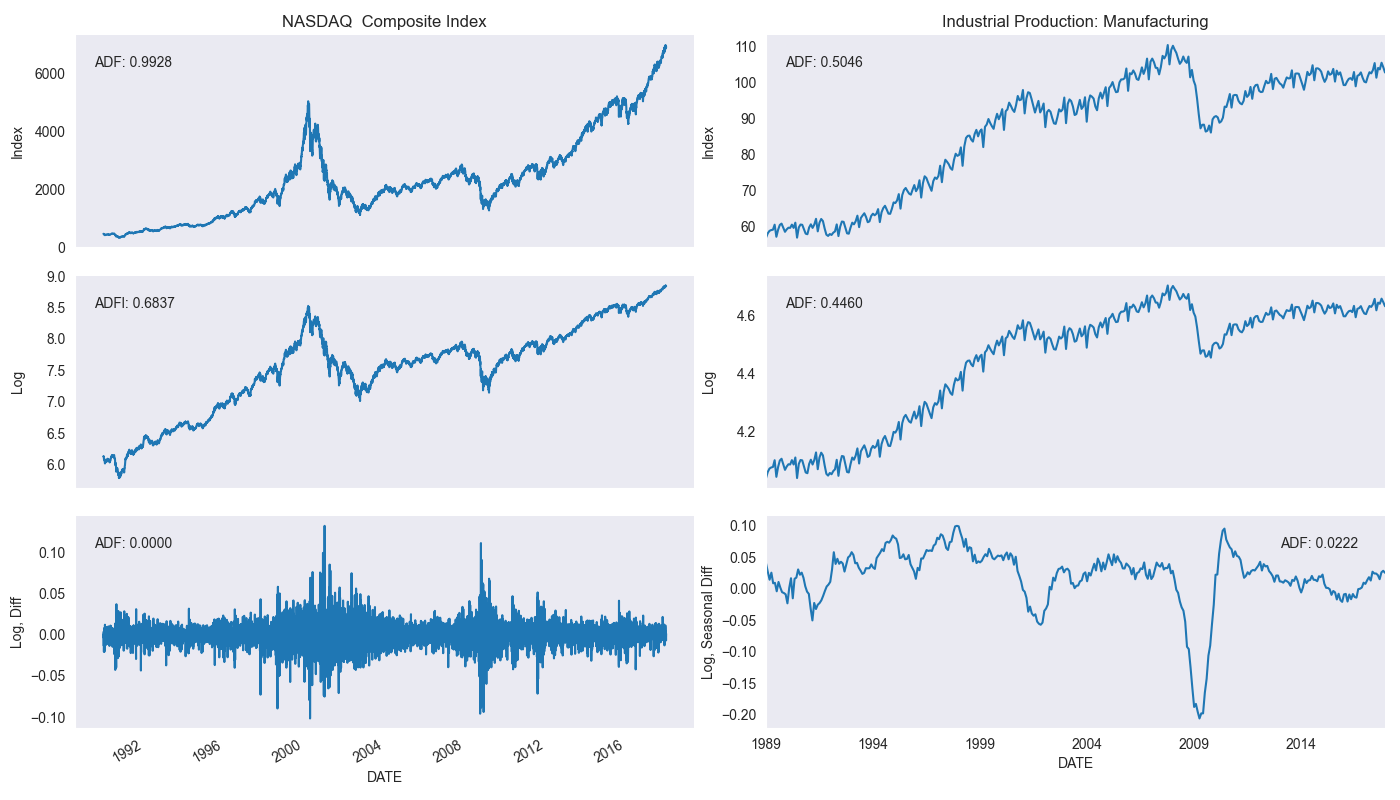 NASDAQ  Composite Index
ADF: 0.9928
Index
6000
4000
2000
0
ADFI: 0.6837
Log
9.0
8.5
8.0
7.5
7.0
6.5
6.0
ADF: 0.0000
Log, Diff
0.10
0.05
0.00
−0.05
−0.10
1992
1996
2000
2004
2008
2012
2016
DATE
Industrial Production: Manufacturing
ADF: 0.5046
Index
110
100
90
80
70
60
ADF: 0.4460
Log
4.6
4.4
4.2
ADF: 0.0222
Log, Seasonal Diff
0.10
0.05
0.00
−0.05
−0.10
−0.15
−0.20
1989
1994
1999
2004
2009
2014
DATE